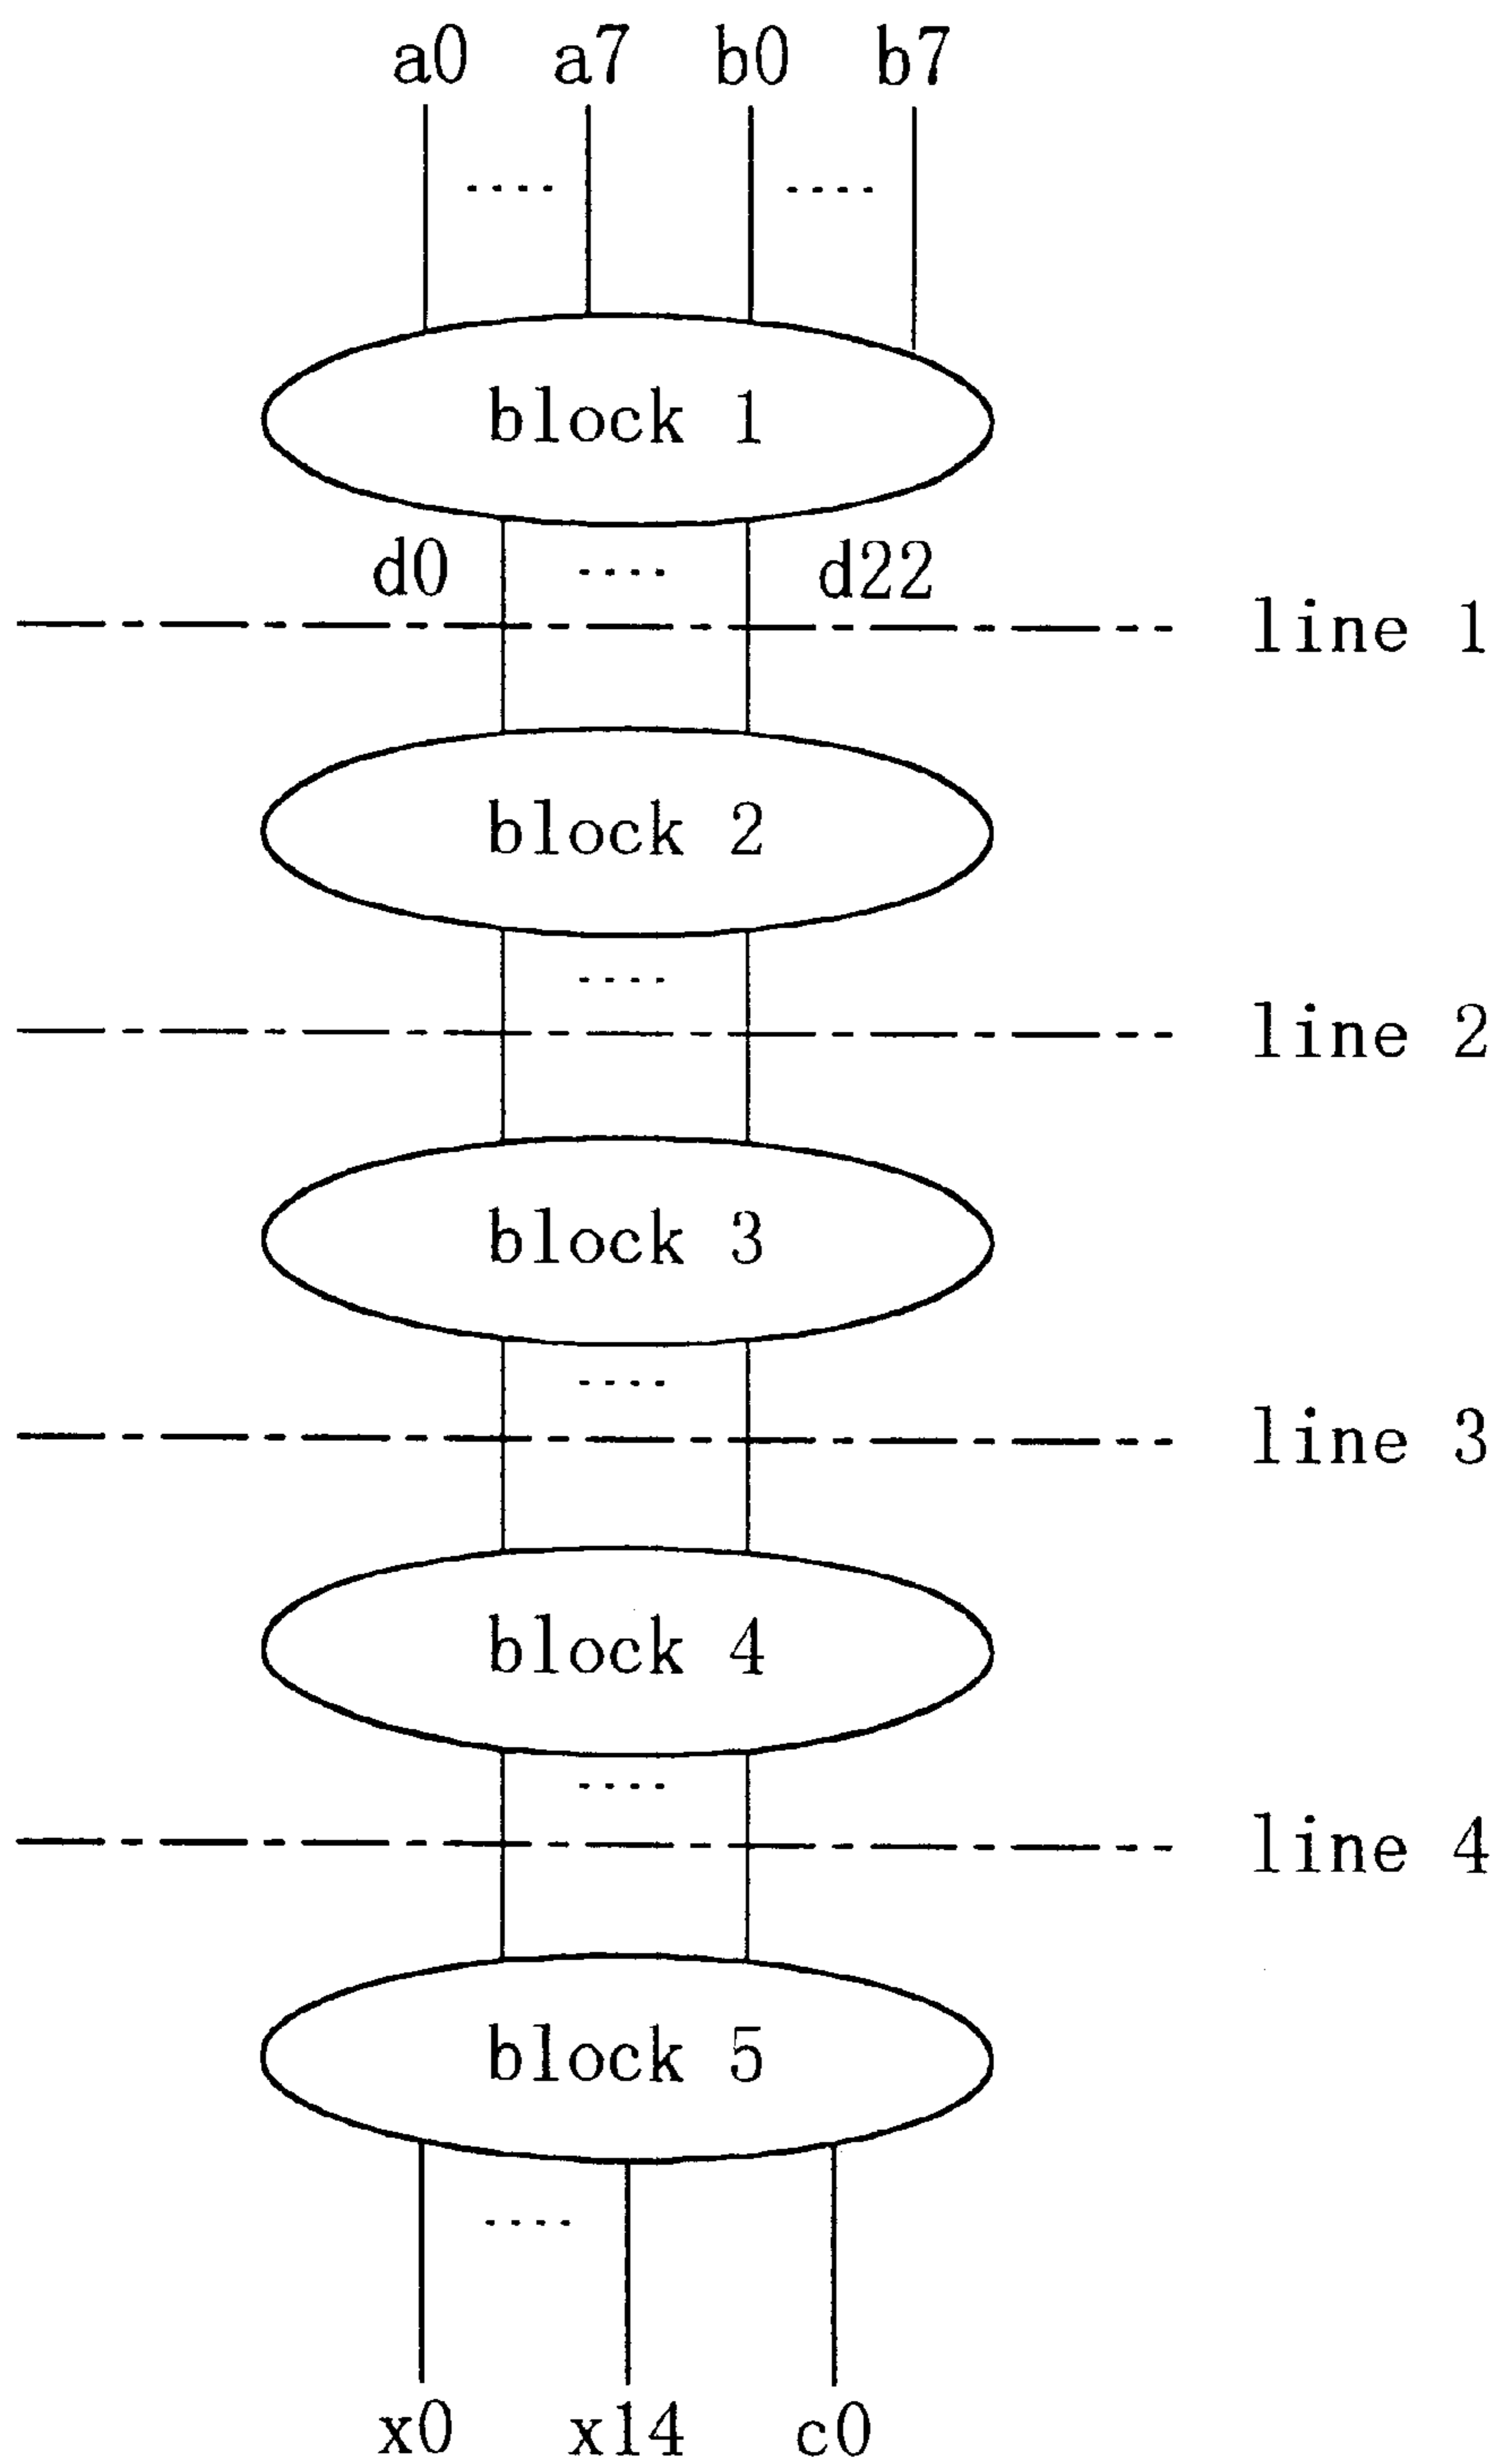 a0 a7 b0 b7
block 1
d0 d22
line 1
block 2
line 2
block 3
line 3
block 4
line 4
block 5
x0 x14 c0